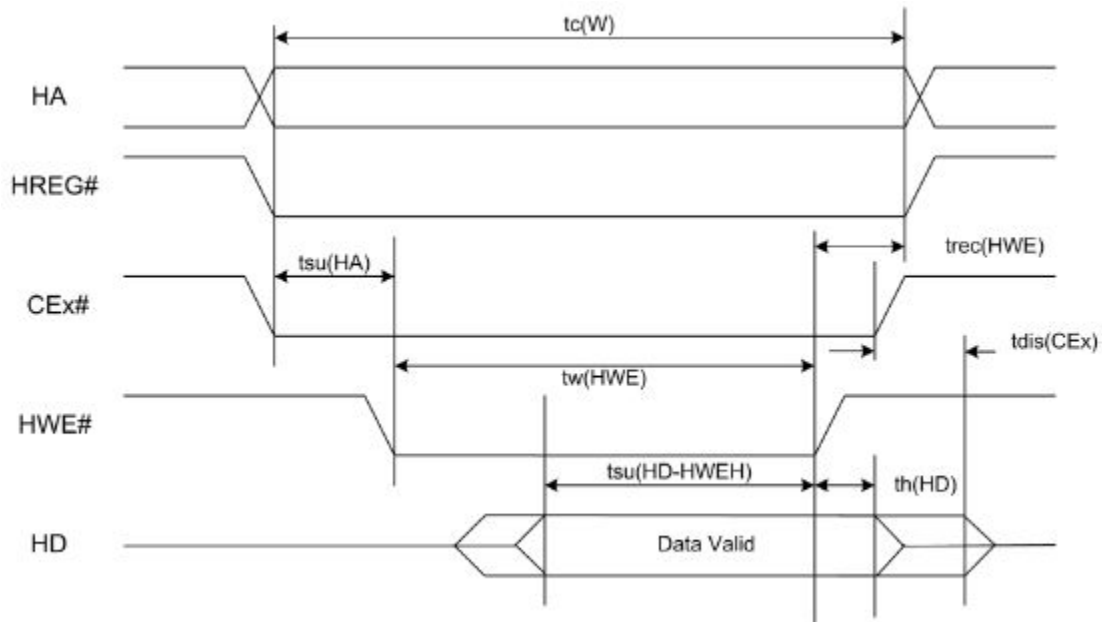 tc(W)
HA
HREG#
trec(HWE)
tsu(HA)
CEx#
tdis(CEx)
tw(HWE)
HWE#
tsu(HD-HWEH)
th(HD)
HD
Data Valid